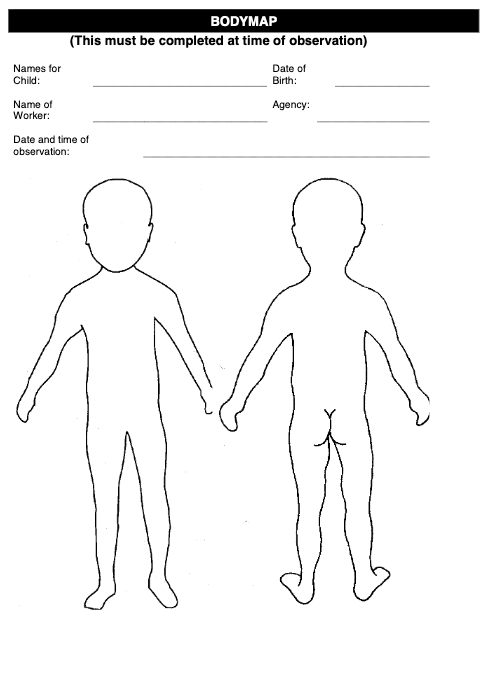 BODYMAP
(This must be completed at time of observation)
Names for Child:
Date of Birth:
Name of Worker:
Agency:
Date and time of observation: